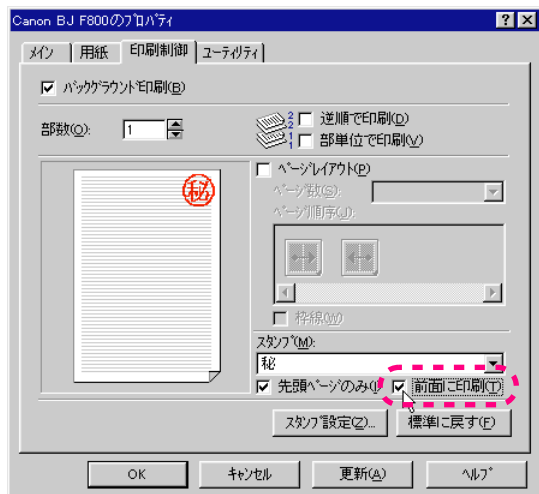 Canon BJ F800のﾌﾟﾛﾊﾟﾃｨ
ﾒｲﾝ 用紙 印刷制御 ﾕｰﾃｨﾘﾃｨ
ﾊﾞｯｸｸﾞﾗｳﾝﾄﾞ印刷(B)
部数(O): 1
逆順で印刷(D)
部単位で印刷(V)
秘
ﾍﾟｰｼﾞﾚｲｱｳﾄ(P)
ﾍﾟｰｼﾞ数(S):
ﾍﾟｰｼﾞ順序(J):
枠線(W)
ｽﾀﾝﾌﾟ(M):
秘
先頭ﾍﾟｰｼﾞのみ(I) 前面に印刷(T)
ｽﾀﾝﾌﾟ設定(Z)... 標準に戻す(F)
OK ｷｬﾝｾﾙ 更新(A) ﾍﾙﾌﾟ